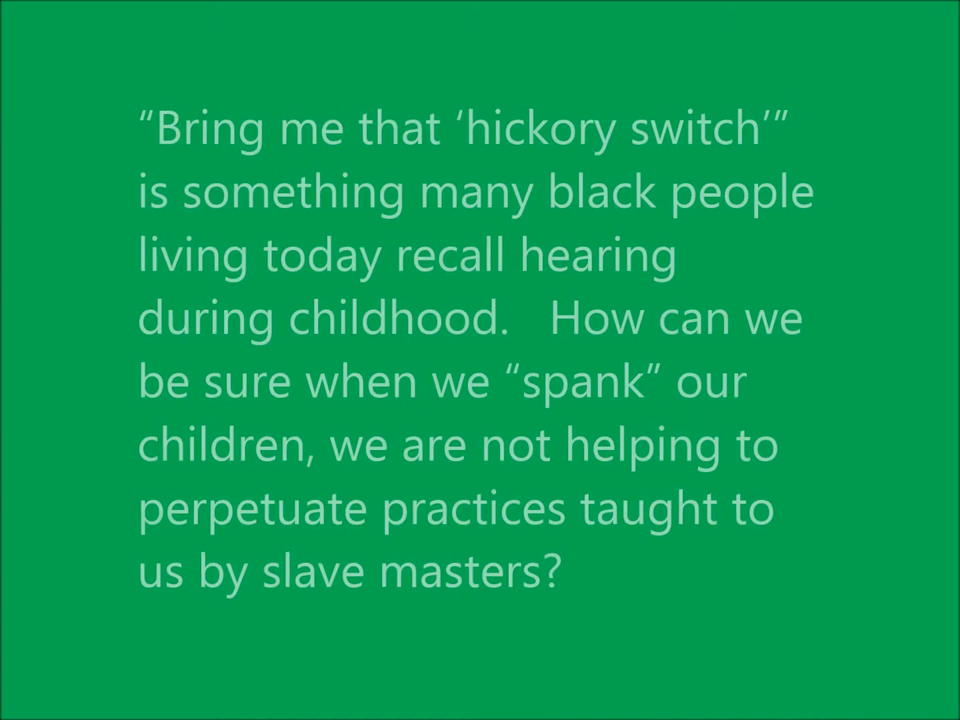 “Bring me that ‘hickory switch’”
is something many black people
living today recall hearing
during childhood.   How can we
be sure when we “spank” our
children, we are not helping to
perpetuate practices taught to
us by slave masters?